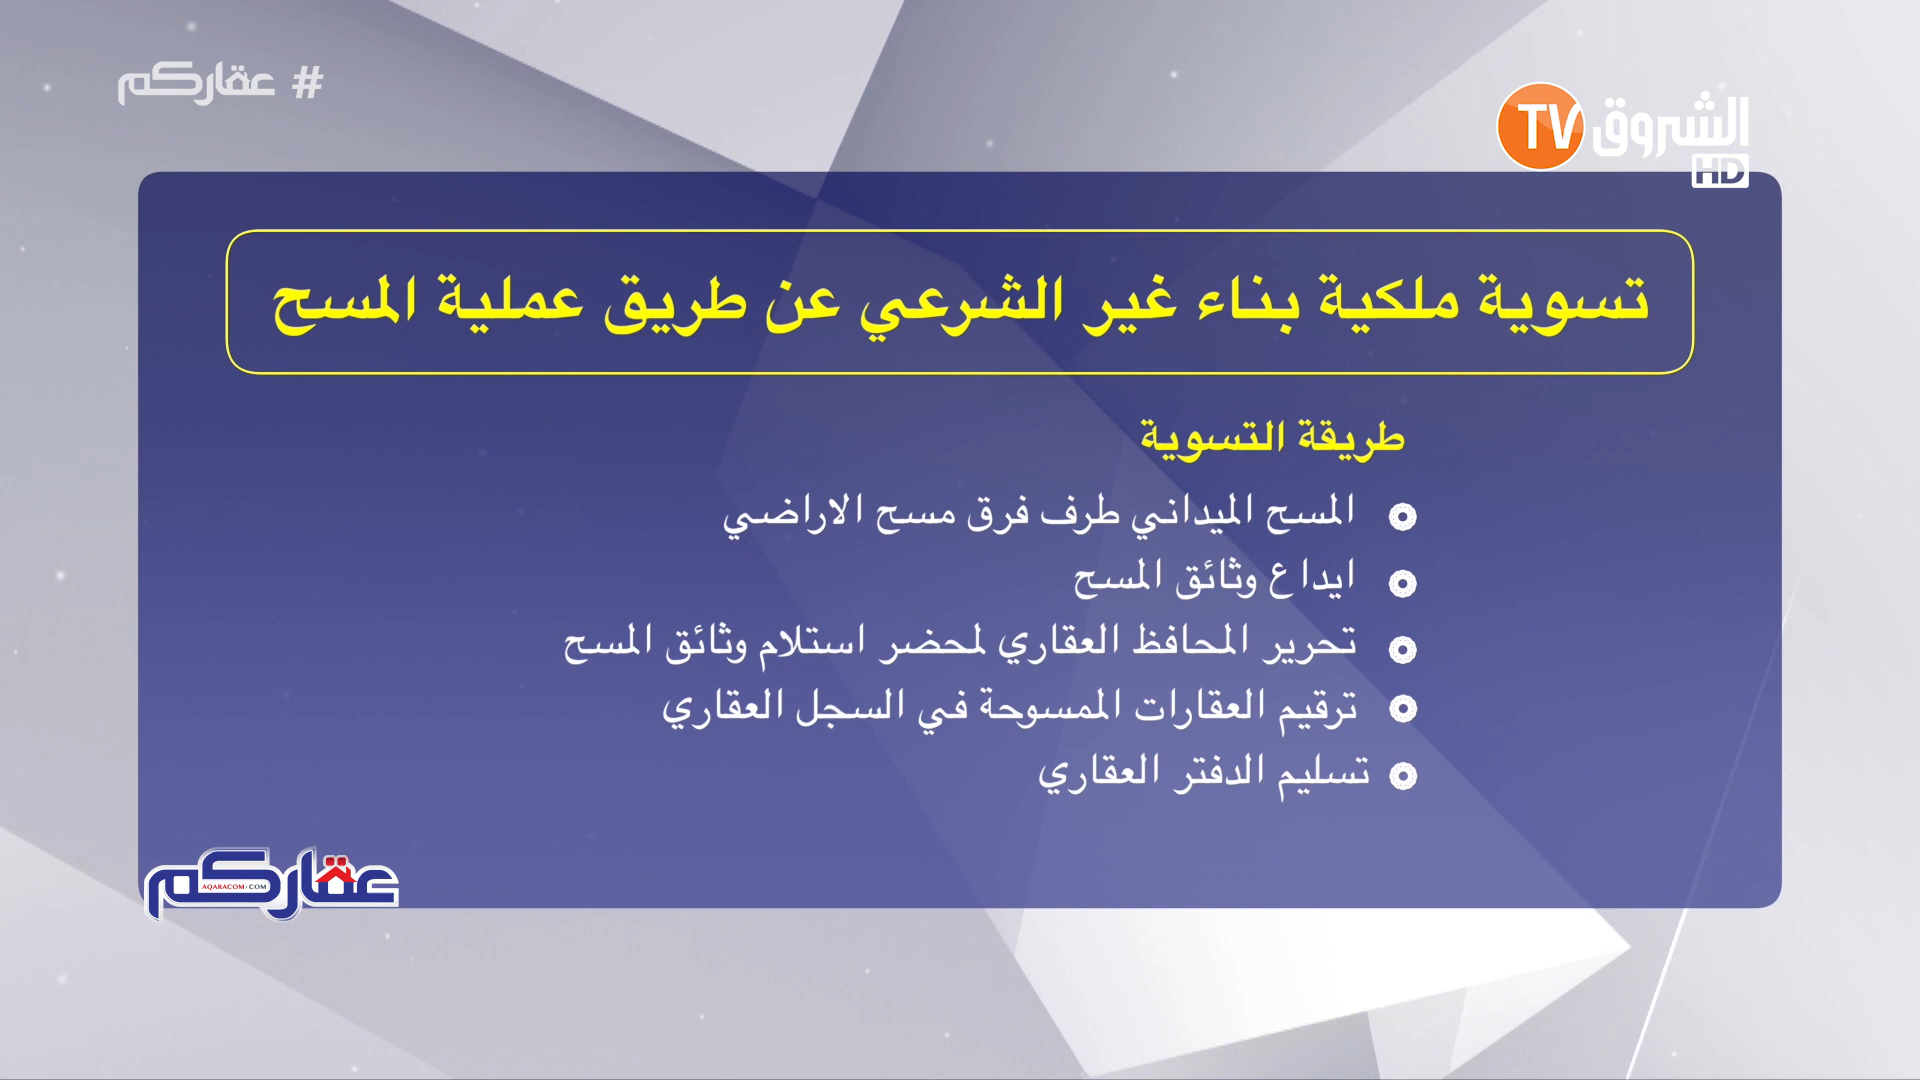 # عقاركم
الشروق TV
HD
تسوية ملكية بناء غير الشرعي عن طريق عملية المسح
طريقة التسوية
المسح الميداني طرف فرق مسح الاراضي
ايداع وثائق المسح
تحرير المحافظ العقاري لمحضر استلام وثائق المسح
ترقيم العقارات الممسوحة في السجل العقاري
تسليم الدفتر العقاري
عقاركم
AQARACOM.COM